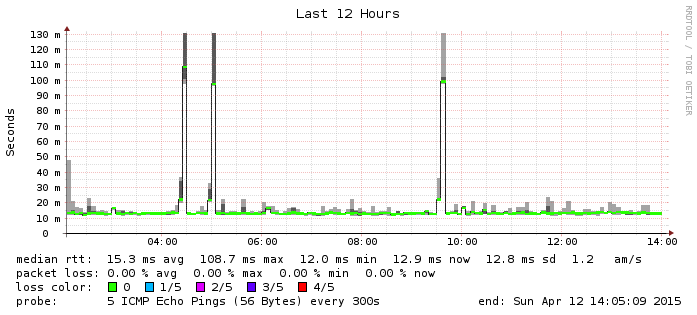 Last 12 Hours
RRDTOOL / TOBI OETIKER
Seconds
130 m
120 m
110 m
100 m
90 m
80 m
70 m
60 m
50 m
40 m
30 m
20 m
10 m
0
04:00 06:00 08:00 10:00 12:00 14:00
median rtt: 15.3 ms avg 108.7 ms max 12.0 ms min 12.9 ms now 12.8 ms sd 1.2 am/s
packet loss: 0.00 % avg 0.00 % max 0.00 % min 0.00 % now
loss color: 0 1/5 2/5 3/5 4/5
probe: 5 ICMP Echo Pings (56 Bytes) every 300s end: Sun Apr 12 14:05:09 2015